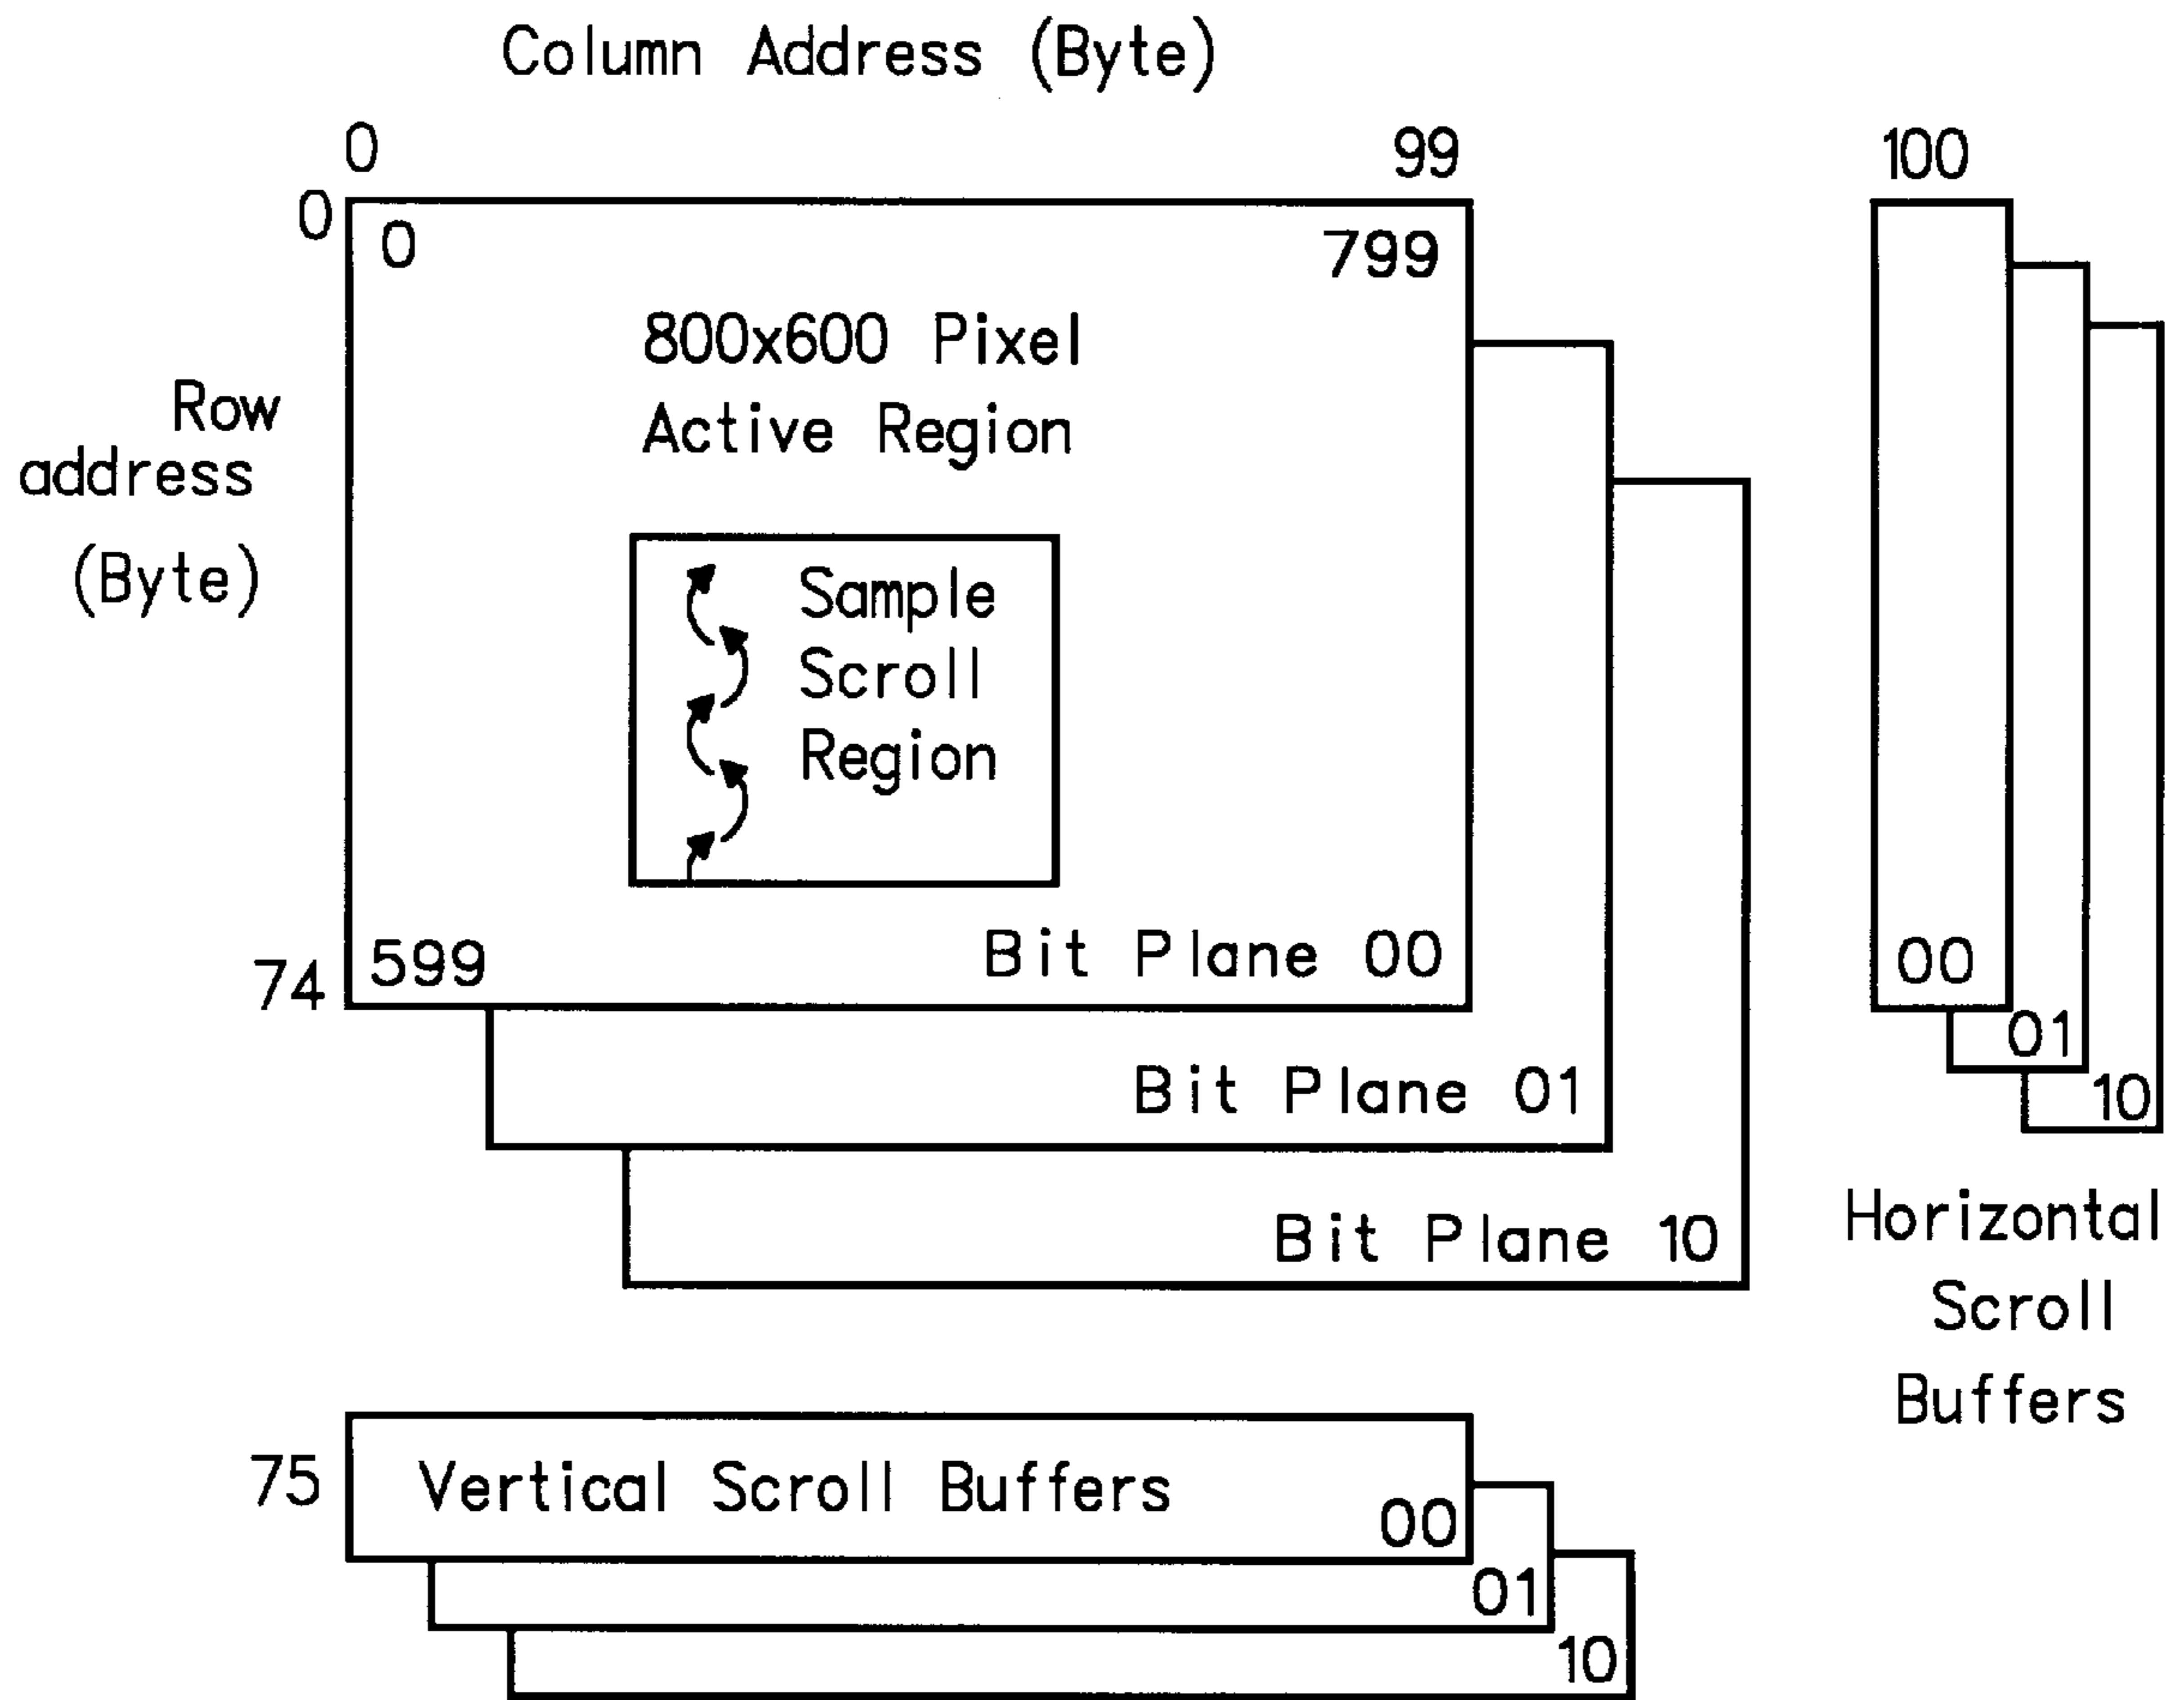 Column Address (Byte)
0 99 100
0
0 799
800x600 Pixel
Active Region
Row
address
(Byte)
Sample
Scroll
Region
599 Bit Plane 00
74
00
Bit Plane 01
01
10
Bit Plane 10
Horizontal
Scroll
Buffers
75
Vertical Scroll Buffers
00
01
10